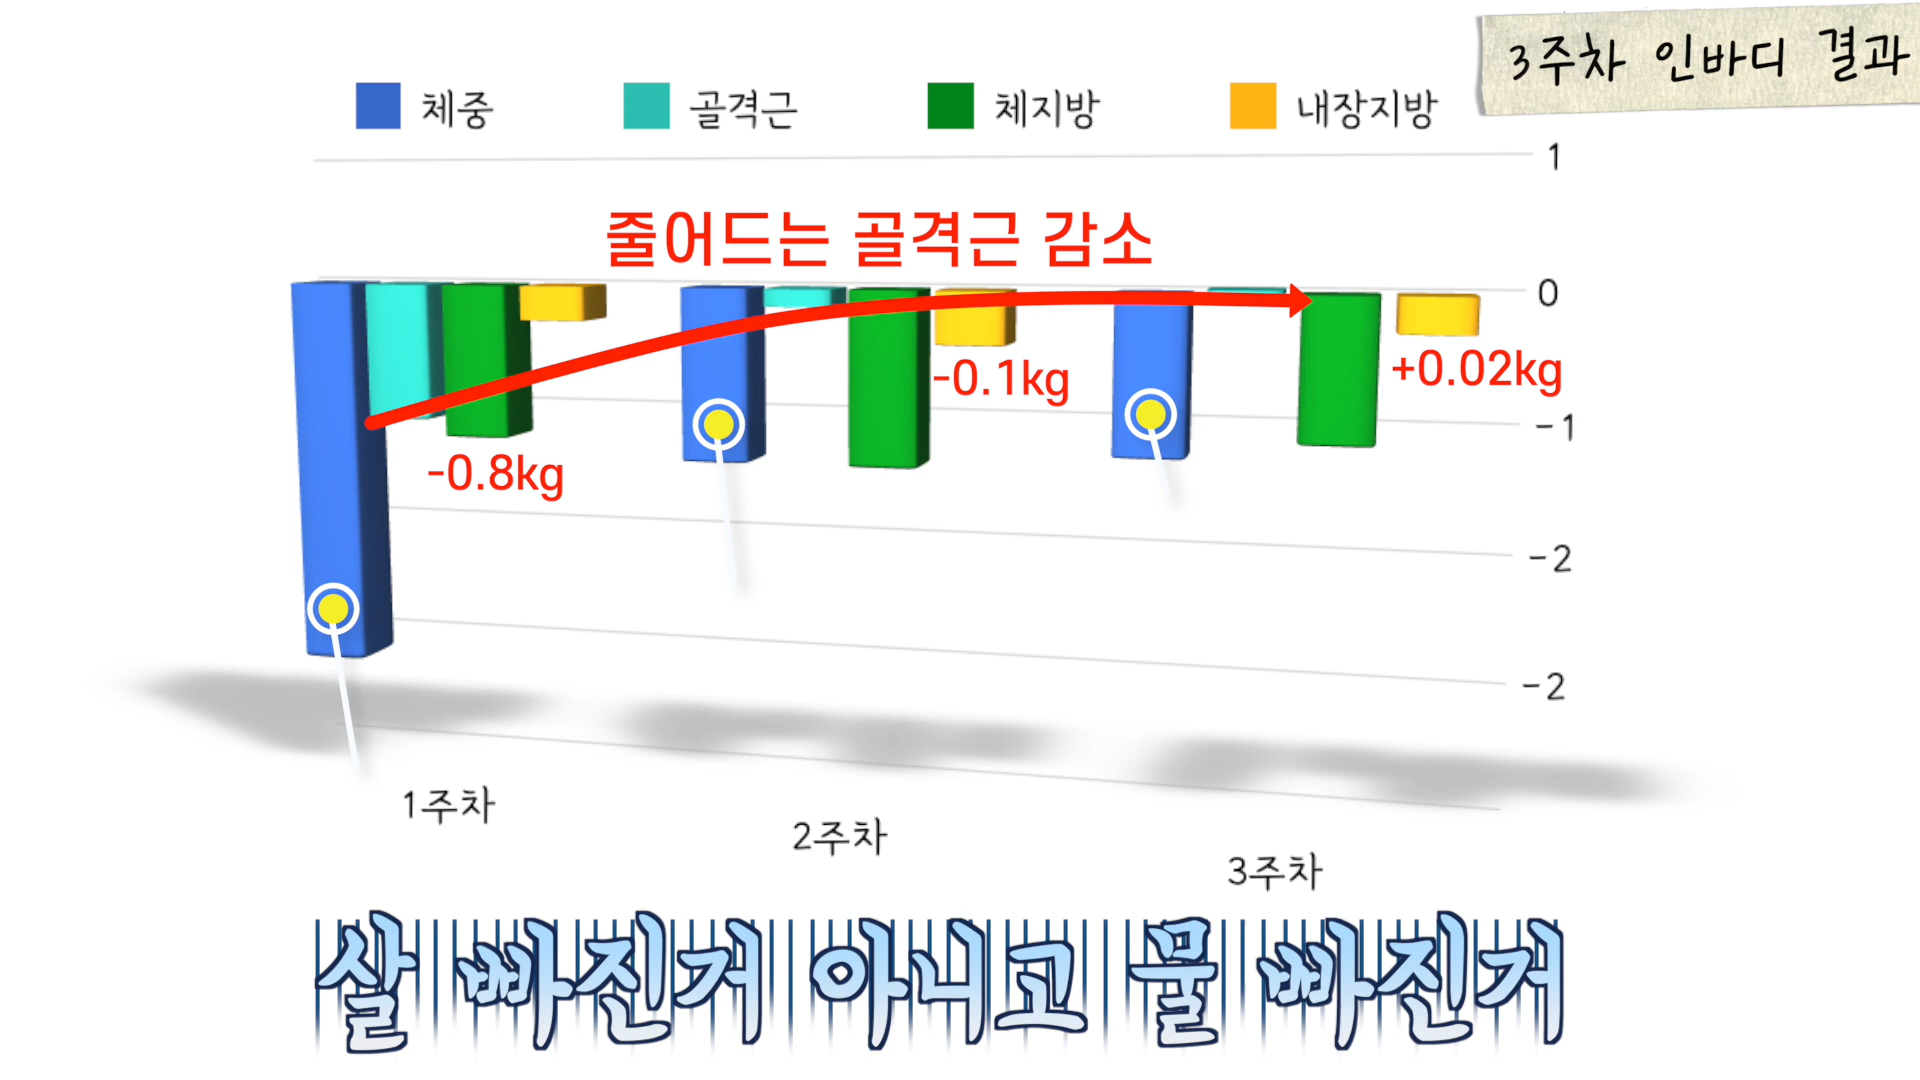 3주차 인바디 결과
체중 골격근 체지방 내장지방
1
줄어드는 골격근 감소
0
-0.1kg
+0.02kg
-1
-0.8kg
-2
-2
1주차
2주차
3주차
살 빠진거 아니고 물 빠진거